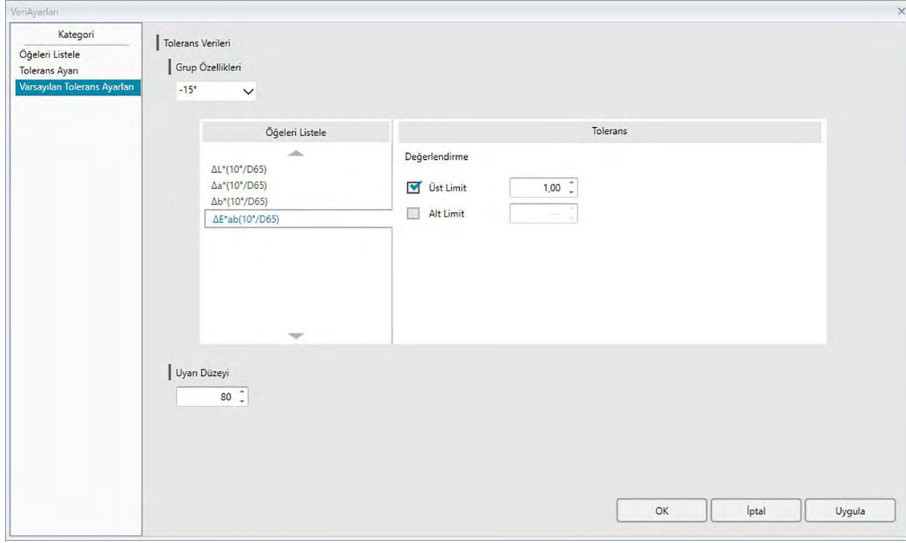 VeriAyarları
Kategori
Öğeleri Listele
Tolerans Ayarı
Varsayılan Tolerans Ayarları
Tolerans Verileri
Grup Özellikleri
-15°
Öğeleri Listele
ΔL*(10°/D65)
Δa*(10°/D65)
Δb*(10°/D65)
ΔE*ab(10°/D65)
Tolerans
Değerlendirme
Üst Limit 1,00
Alt Limit ---
Uyarı Düzeyi
80
OK İptal Uygula